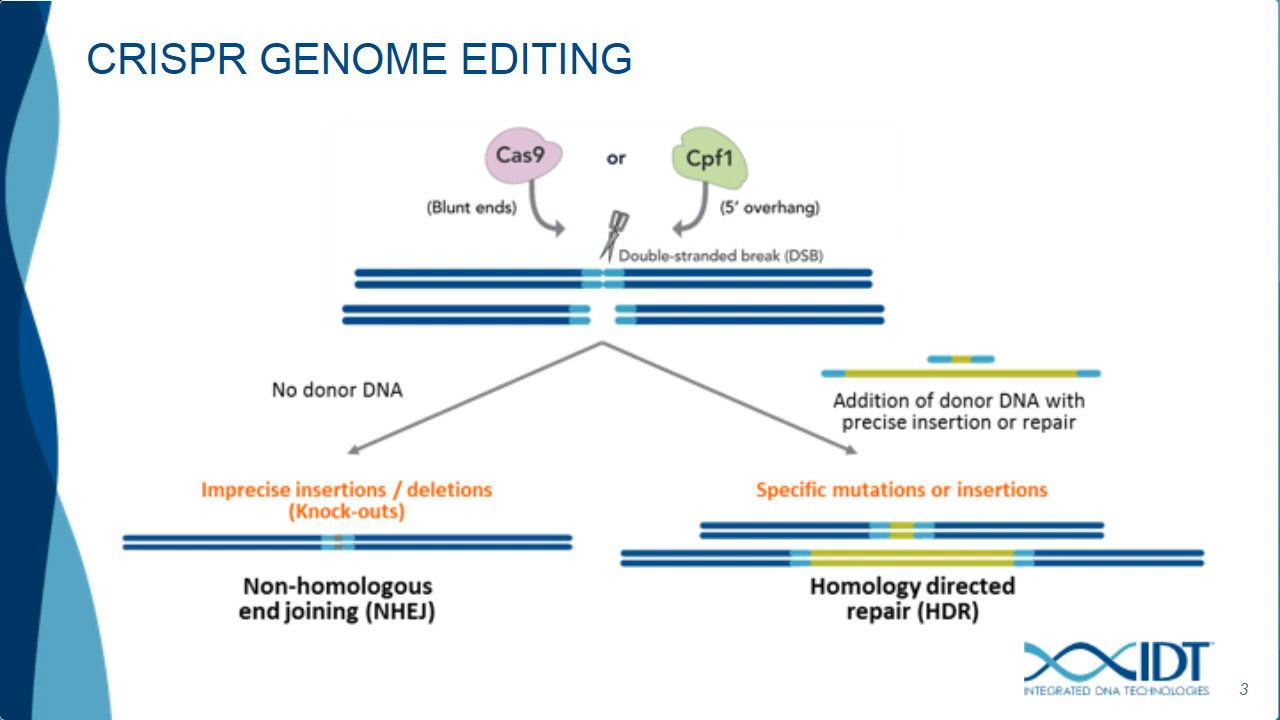 CRISPR GENOME EDITING
Cas9
or
Cpf1
(Blunt ends)
(5’ overhang)
Double-stranded break (DSB)
No donor DNA
Addition of donor DNA with
precise insertion or repair
Imprecise insertions / deletions
(Knock-outs)
Specific mutations or insertions
Non-homologous
end joining (NHEJ)
Homology directed
repair (HDR)
IDT™
INTEGRATED DNA TECHNOLOGIES
3